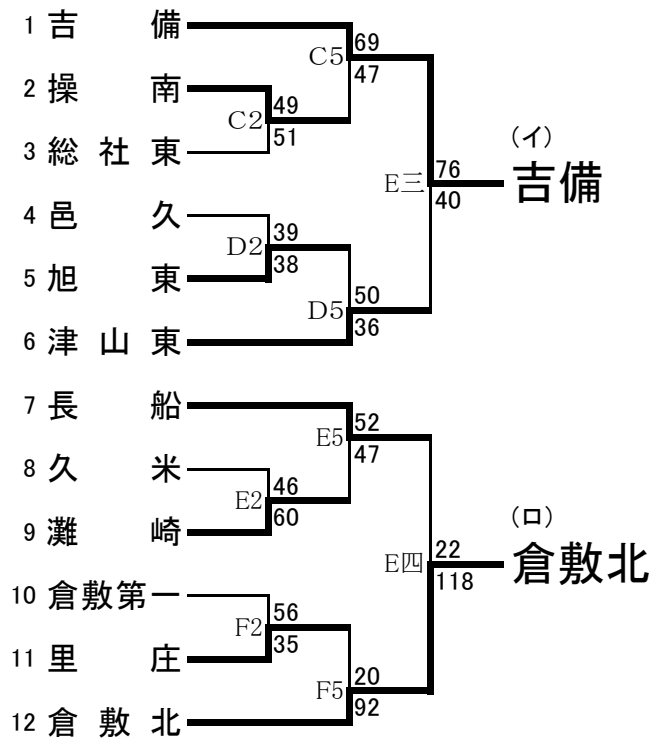 1 吉備
69
C5
47
2 操南
49
C2
51
3 総社東
(イ)
76
E三
吉備
40
4 邑久
39
D2
38
5 旭東
50
D5
36
6 津山東
7 長船
52
E5
47
8 久米
46
E2
60
9 灘崎
(ロ)
22
E四
倉敷北
118
10 倉敷第一
56
F2
35
11 里庄
20
F5
92
12 倉敷北